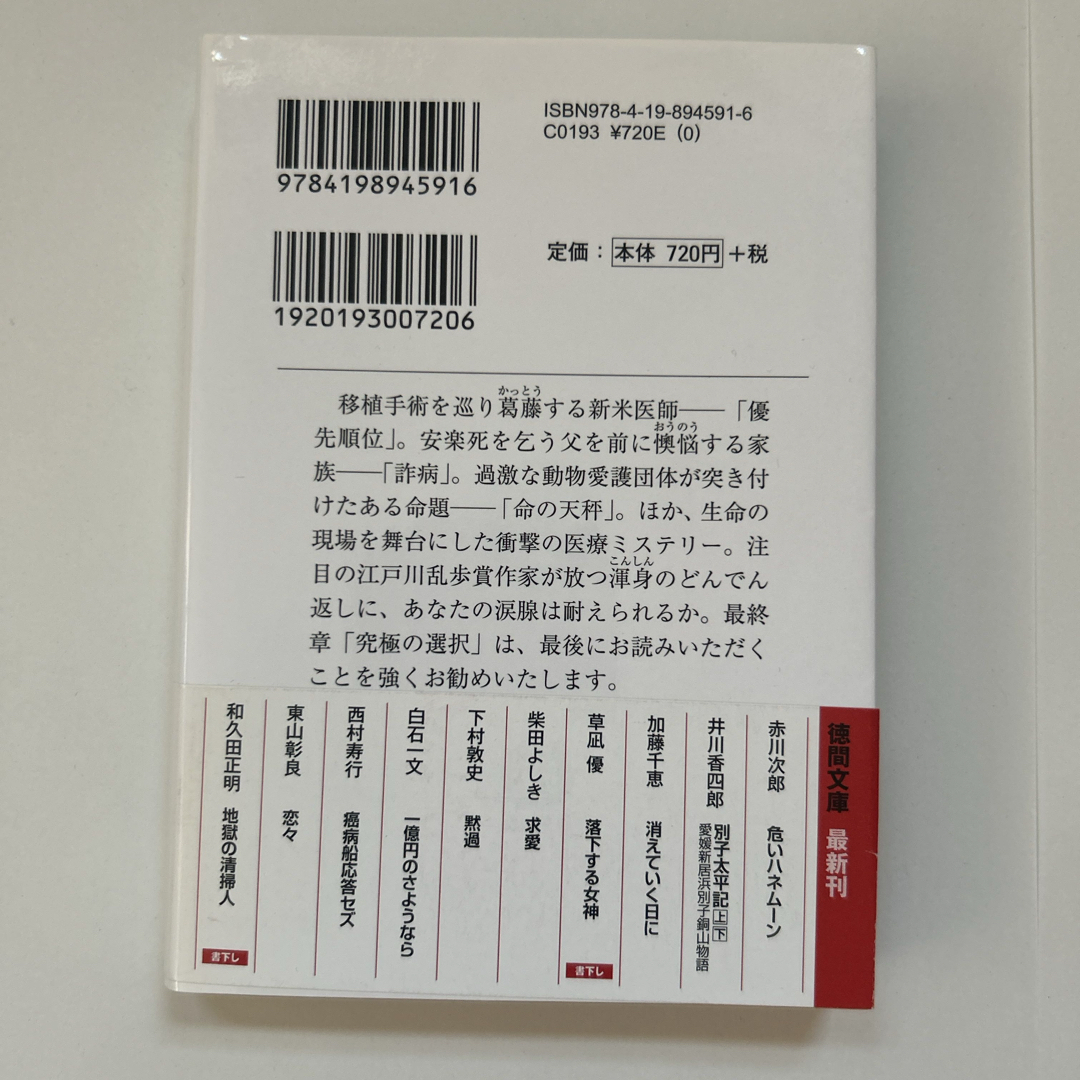 ISBN978-4-19-894591-6
C0193 ¥720E (0)
9784198945916
定価：本体 720円＋税
1920193007206
かっとう
移植手術を巡り葛藤する新米医師――「優
おうのう
先順位」。安楽死を乞う父を前に懊悩する家
族――「詐病」。過激な動物愛護団体が突き付
けたある命題――「命の天秤」。ほか、生命の
現場を舞台にした衝撃の医療ミステリー。注
こんしん
目の江戸川乱歩賞作家が放つ渾身のどんでん
返しに、あなたの涙腺は耐えられるか。最終
章「究極の選択」は、最後にお読みいただく
ことを強くお勧めいたします。
徳間文庫 最新刊
赤川次郎 危いハネムーン
井川香四郎 別子太平記 上 下
愛媛新居浜別子銅山物語
加藤千恵 消えていく日に
草凪 優 落下する女神
書下し
柴田よしき 求愛
下村敦史 黙過
白石一文 一億円のさようなら
西村寿行 癌病船応答セズ
東山彰良 恋々
和久田正明 地獄の清掃人
書下し